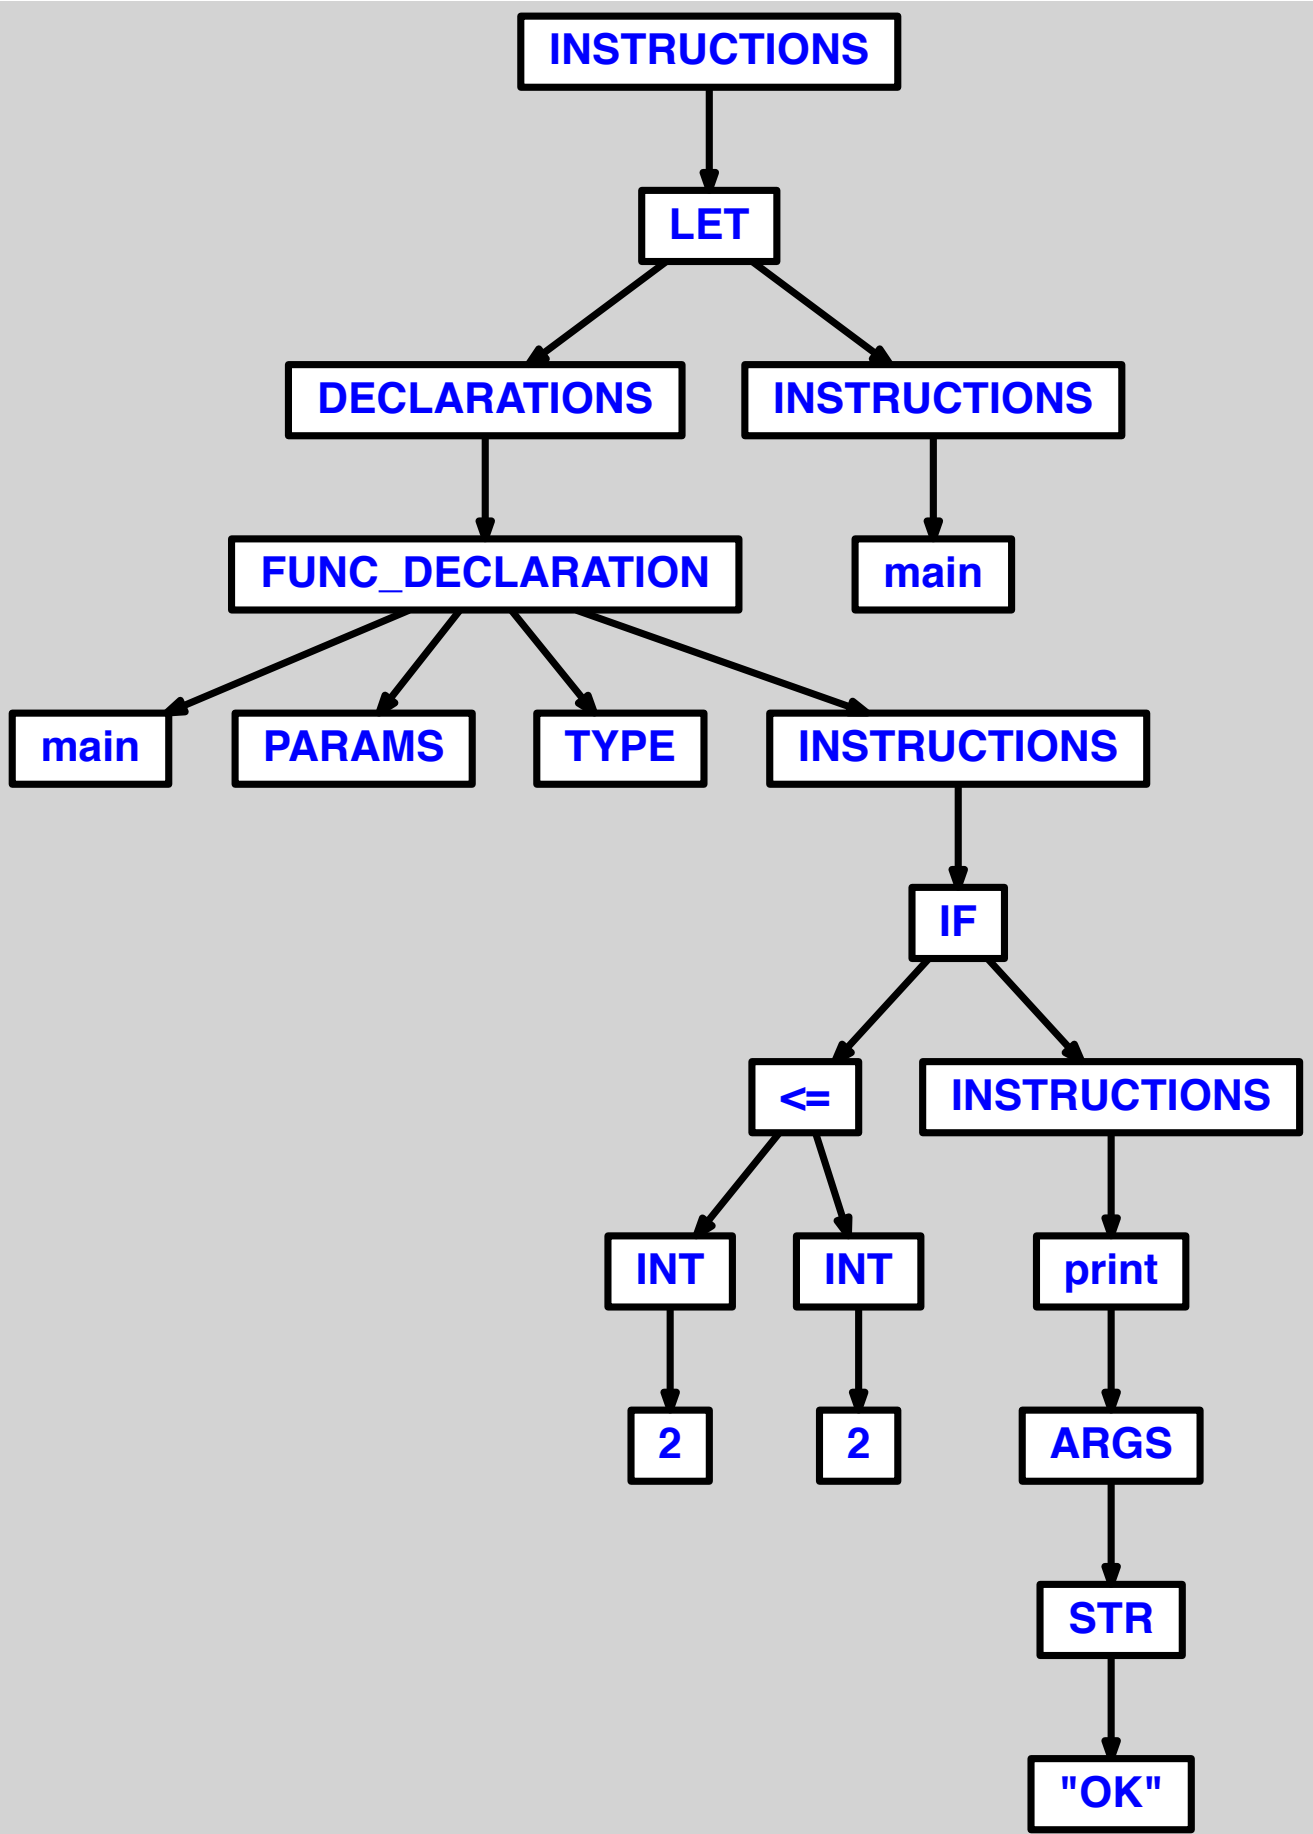 INSTRUCTIONS
LET
DECLARATIONS
INSTRUCTIONS
FUNC_DECLARATION
main
main
PARAMS
TYPE
INSTRUCTIONS
IF
<=
INSTRUCTIONS
INT
INT
print
2
2
ARGS
STR
"OK"